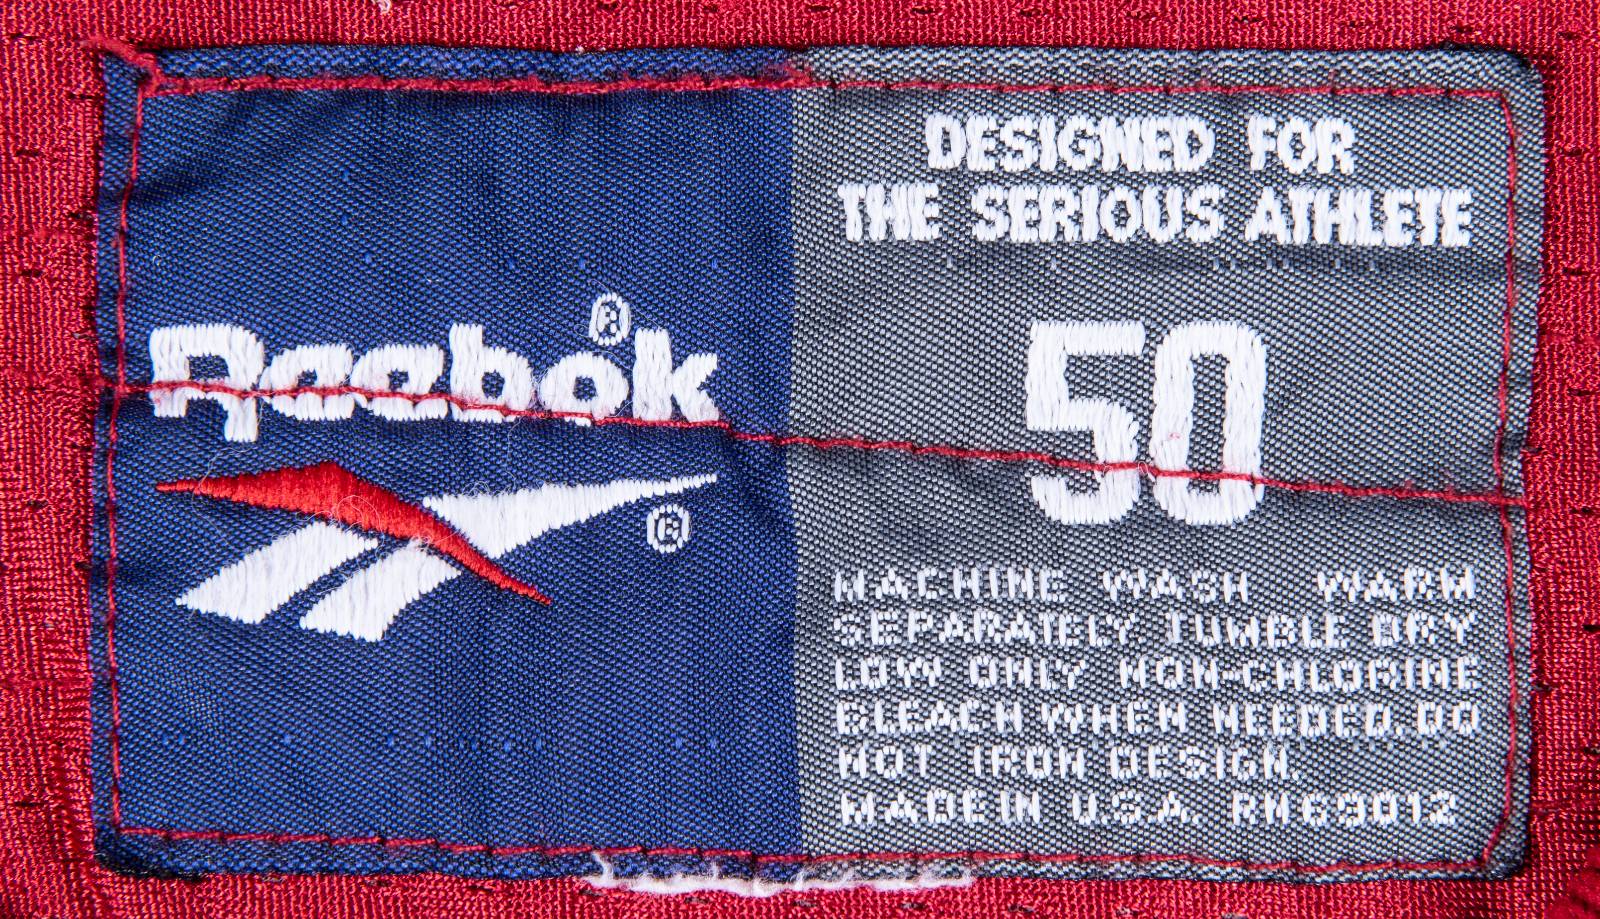 Reebok®
®
DESIGNED FOR
THE SERIOUS ATHLETE
50
MACHINE WASH WARM
SEPARATELY TUMBLE DRY
LOW ONLY NON-CHLORINE
BLEACH WHEN NEEDED. DO
NOT IRON DESIGN.
MADE IN U.S.A. RN69012